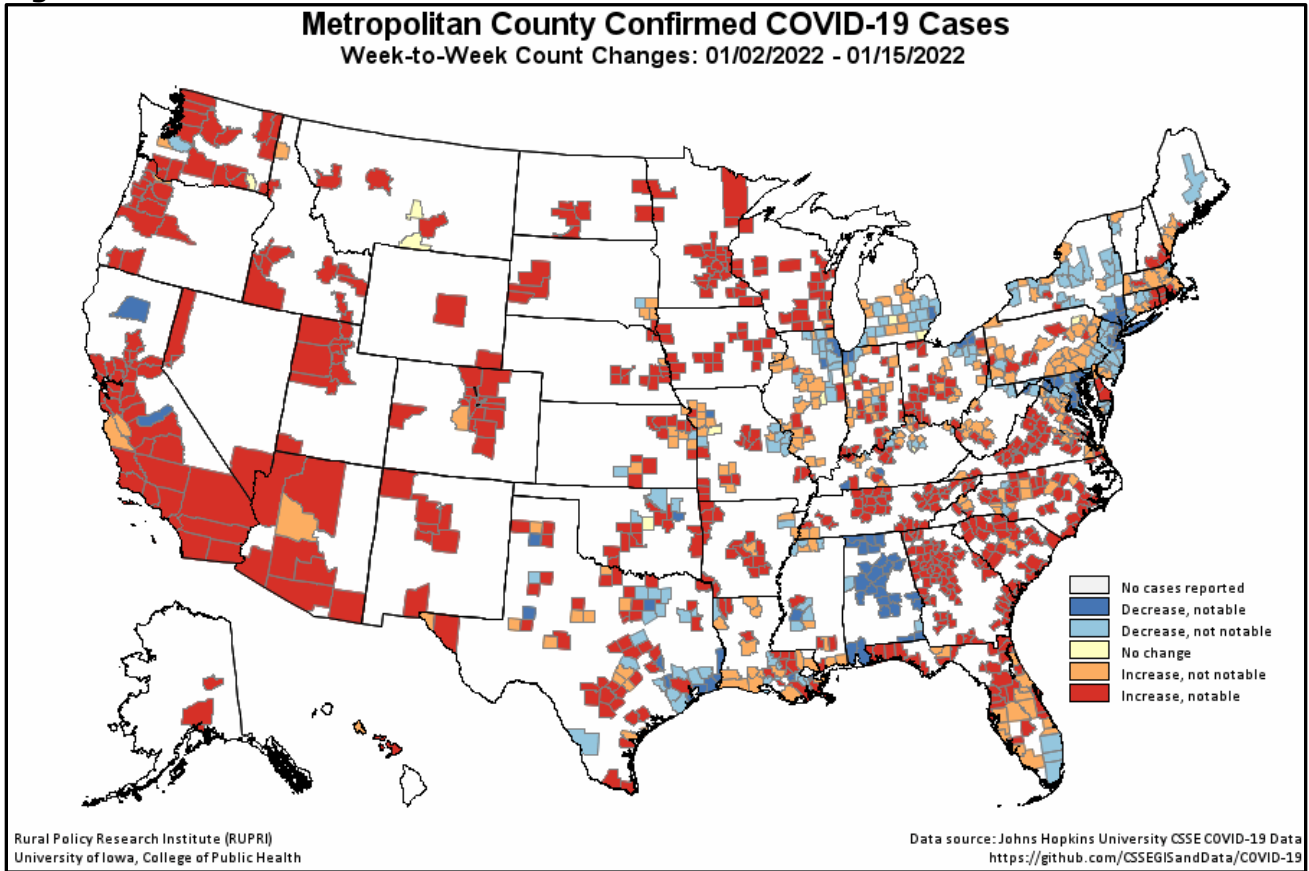 Metropolitan County Confirmed COVID-19 Cases
Week-to-Week Count Changes: 01/02/2022 - 01/15/2022
No cases reported
Decrease, notable
Decrease, not notable
No change
Increase, not notable
Increase, notable
Rural Policy Research Institute (RUPRI)
University of Iowa, College of Public Health
Data source: Johns Hopkins University CSSE COVID-19 Data
https://github.com/CSSEGISandData/COVID-19